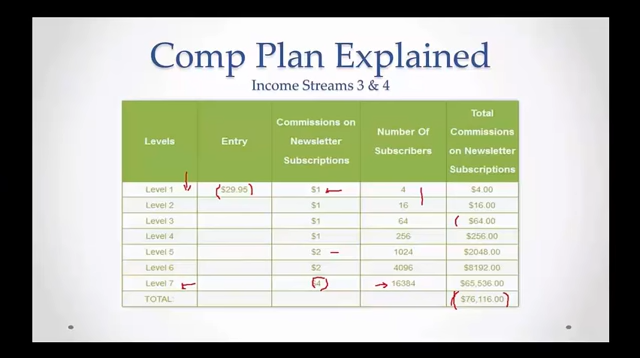 Comp Plan Explained
Income Streams 3 & 4
Levels Entry Commissions on Newsletter Subscriptions Number Of Subscribers Total Commissions on Newsletter Subscriptions
Level 1 $29.95 $1 4 $4.00
Level 2 $1 16 $16.00
Level 3 $1 64 $64.00
Level 4 $1 256 $256.00
Level 5 $2 1024 $2048.00
Level 6 $2 4096 $8192.00
Level 7 $4 16384 $65,536.00
TOTAL: $76,116.00